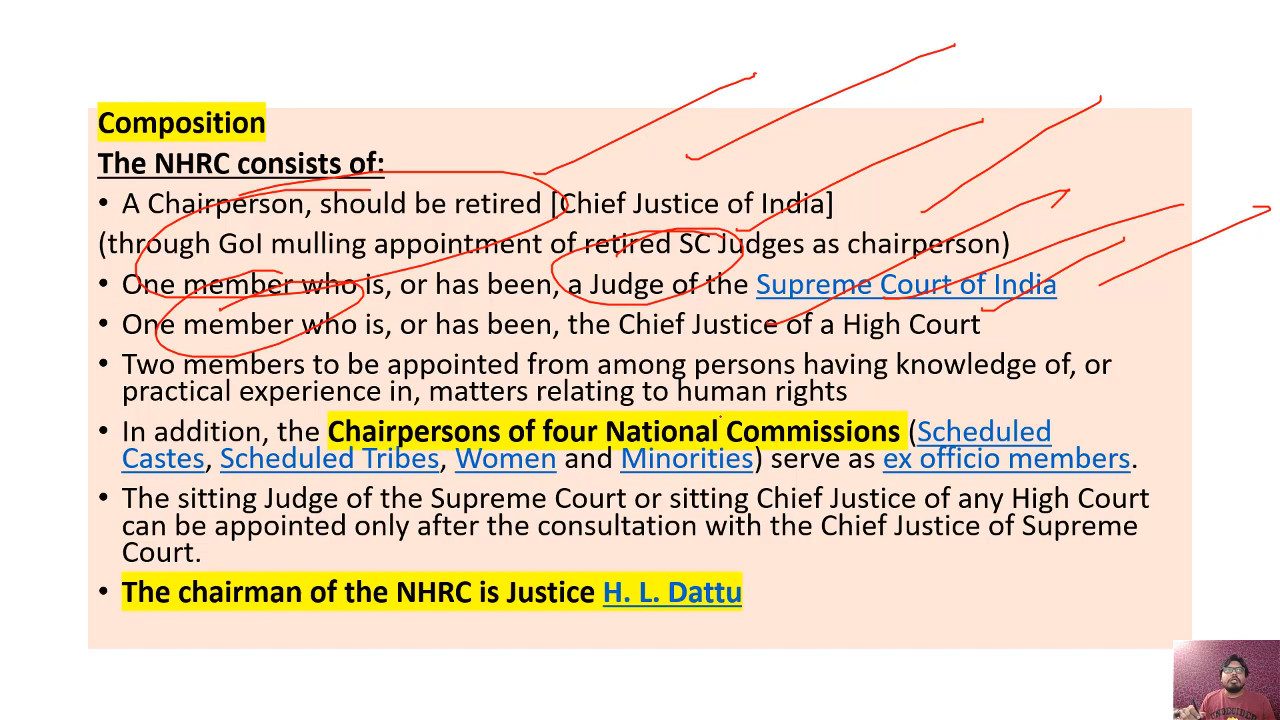 Composition
The NHRC consists of:
• A Chairperson, should be retired [Chief Justice of India]
(through GoI mulling appointment of retired SC Judges as chairperson)
• One member who is, or has been, a Judge of the Supreme Court of India
• One member who is, or has been, the Chief Justice of a High Court
• Two members to be appointed from among persons having knowledge of, or
practical experience in, matters relating to human rights
• In addition, the Chairpersons of four National Commissions (Scheduled
Castes, Scheduled Tribes, Women and Minorities) serve as ex officio members.
• The sitting Judge of the Supreme Court or sitting Chief Justice of any High Court
can be appointed only after the consultation with the Chief Justice of Supreme
Court.
• The chairman of the NHRC is Justice H. L. Dattu